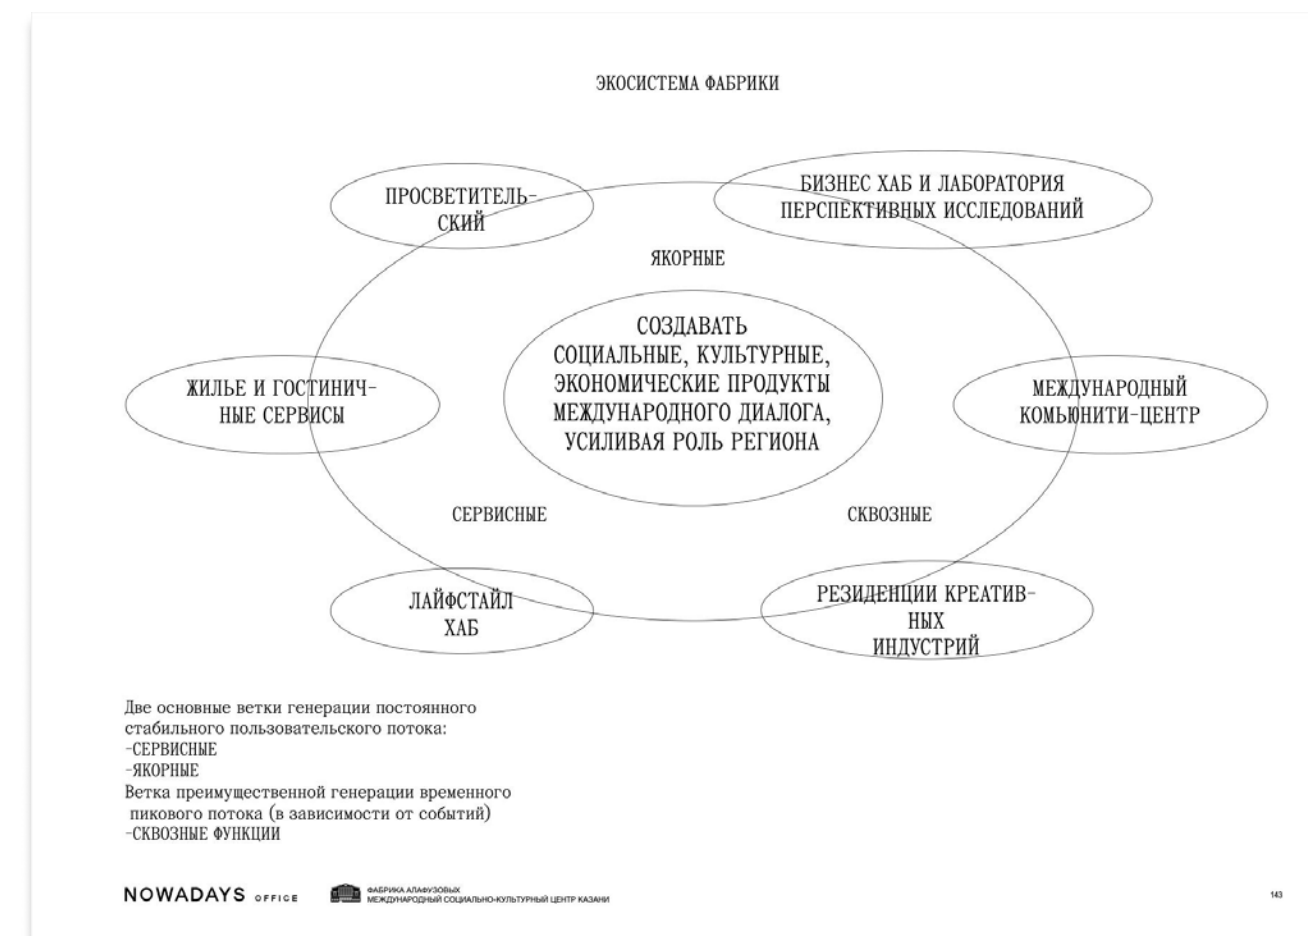 ЭКОСИСТЕМА ФАБРИКИ
ПРОСВЕТИТЕЛЬ-
СКИЙ
БИЗНЕС ХАБ И ЛАБОРАТОРИЯ
ПЕРСПЕКТИВНЫХ ИССЛЕДОВАНИЙ
ЯКОРНЫЕ
СОЗДАВАТЬ
СОЦИАЛЬНЫЕ, КУЛЬТУРНЫЕ,
ЭКОНОМИЧЕСКИЕ ПРОДУКТЫ
МЕЖДУНАРОДНОГО ДИАЛОГА,
УСИЛИВАЯ РОЛЬ РЕГИОНА
ЖИЛЬЕ И ГОСТИНИЧ-
НЫЕ СЕРВИСЫ
МЕЖДУНАРОДНЫЙ
КОМЬЮНИТИ-ЦЕНТР
СЕРВИСНЫЕ
СКВОЗНЫЕ
ЛАЙФСТАЙЛ
ХАБ
РЕЗИДЕНЦИИ КРЕАТИВ-
НЫХ
ИНДУСТРИЙ
Две основные ветки генерации постоянного
стабильного пользовательского потока:
-СЕРВИСНЫЕ
-ЯКОРНЫЕ
Ветка преимущественной генерации временного
пикового потока (в зависимости от событий)
-СКВОЗНЫЕ ФУНКЦИИ
NOWADAYS OFFICE
ФАБРИКА АЛАФУЗОВЫХ
МЕЖДУНАРОДНЫЙ СОЦИАЛЬНО-КУЛЬТУРНЫЙ ЦЕНТР КАЗАНИ
143